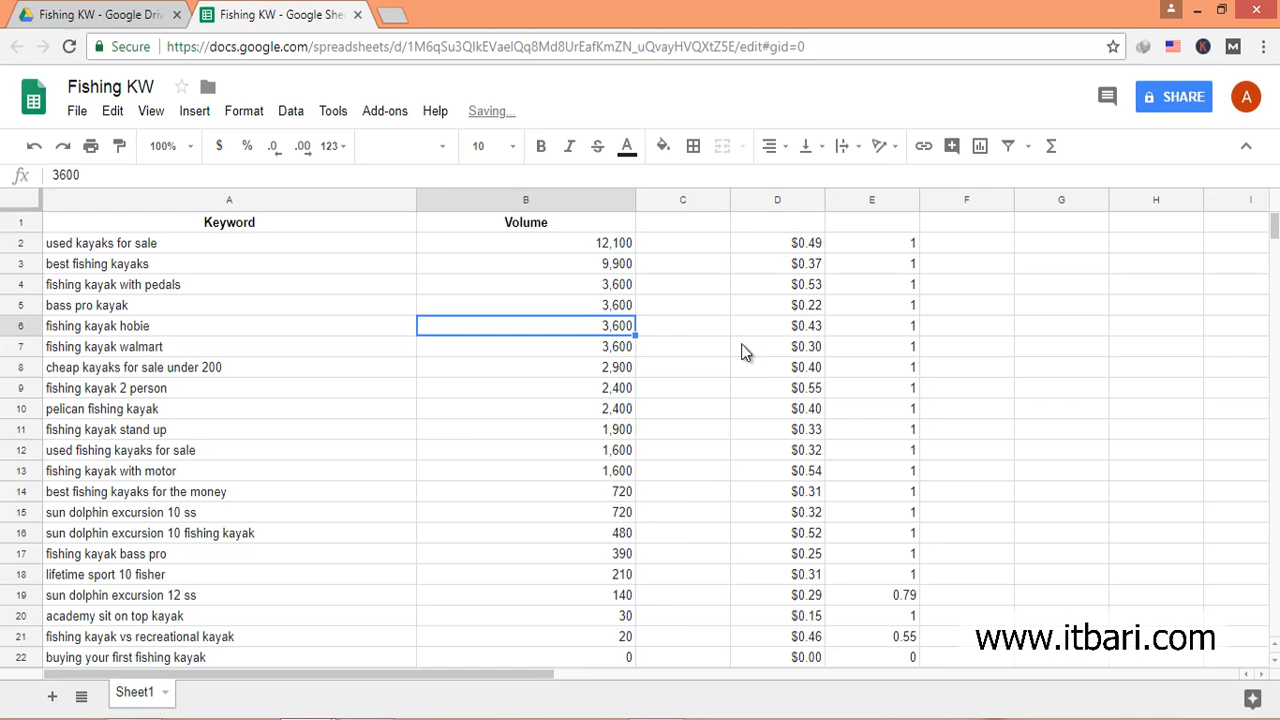 Fishing KW - Google Driv
Fishing KW - Google She
Secure https://docs.google.com/spreadsheets/d/1M6qSu3QIkEVaelQq8Md8UrEafKmZN_uQvayHVQXtZ5E/edit#gid=0
Fishing KW
File Edit View Insert Format Data Tools Add-ons Help Saving...
SHARE A
100% $ % .0 .00 123 10 B I S A
fx 3600
A B C D E F G H I
1 Keyword Volume
2 used kayaks for sale 12,100 $0.49 1
3 best fishing kayaks 9,900 $0.37 1
4 fishing kayak with pedals 3,600 $0.53 1
5 bass pro kayak 3,600 $0.22 1
6 fishing kayak hobie 3,600 $0.43 1
7 fishing kayak walmart 3,600 $0.30 1
8 cheap kayaks for sale under 200 2,900 $0.40 1
9 fishing kayak 2 person 2,400 $0.55 1
10 pelican fishing kayak 2,400 $0.40 1
11 fishing kayak stand up 1,900 $0.33 1
12 used fishing kayaks for sale 1,600 $0.32 1
13 fishing kayak with motor 1,600 $0.54 1
14 best fishing kayaks for the money 720 $0.31 1
15 sun dolphin excursion 10 ss 720 $0.32 1
16 sun dolphin excursion 10 fishing kayak 480 $0.52 1
17 fishing kayak bass pro 390 $0.25 1
18 lifetime sport 10 fisher 210 $0.31 1
19 sun dolphin excursion 12 ss 140 $0.29 0.79
20 academy sit on top kayak 30 $0.15 1
21 fishing kayak vs recreational kayak 20 $0.46 0.55
22 buying your first fishing kayak 0 $0.00 0
www.itbari.com
Sheet1